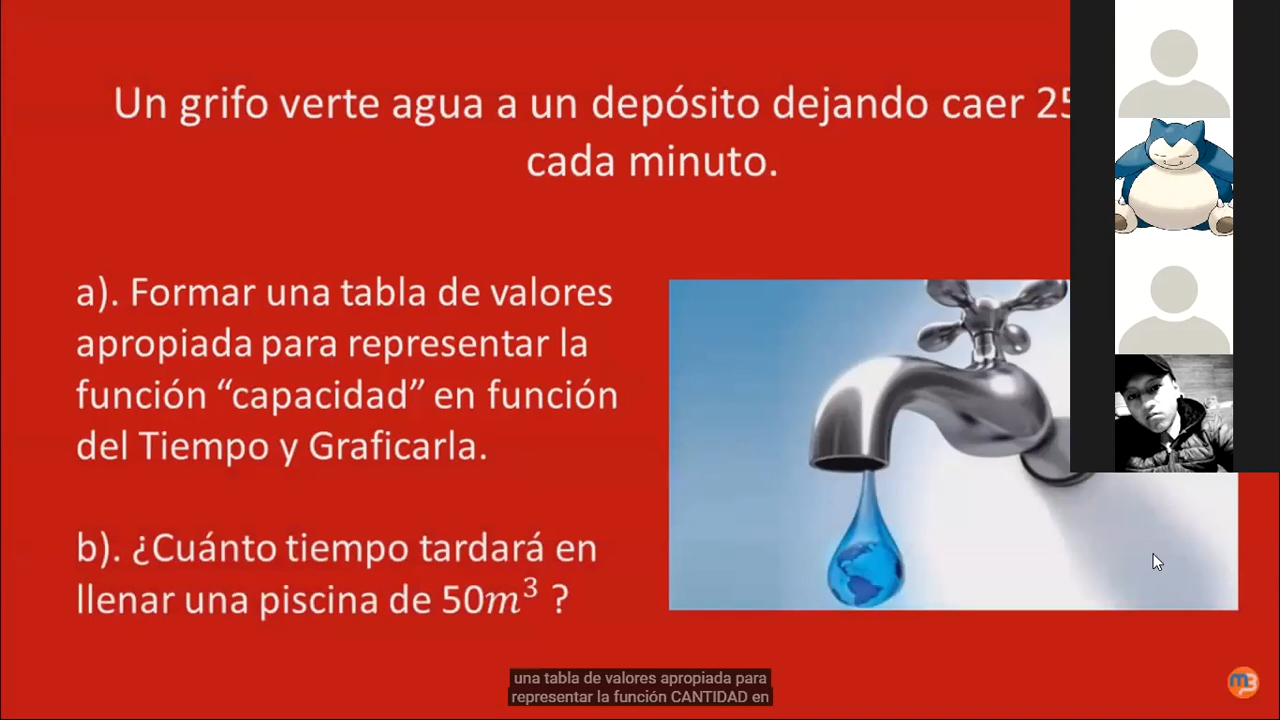 Un grifo verte agua a un depósito dejando caer 25
cada minuto.
a). Formar una tabla de valores
apropiada para representar la
función “capacidad” en función
del Tiempo y Graficarla.
b). ¿Cuánto tiempo tardará en
llenar una piscina de 50m³ ?
una tabla de valores apropiada para
representar la función CANTIDAD en